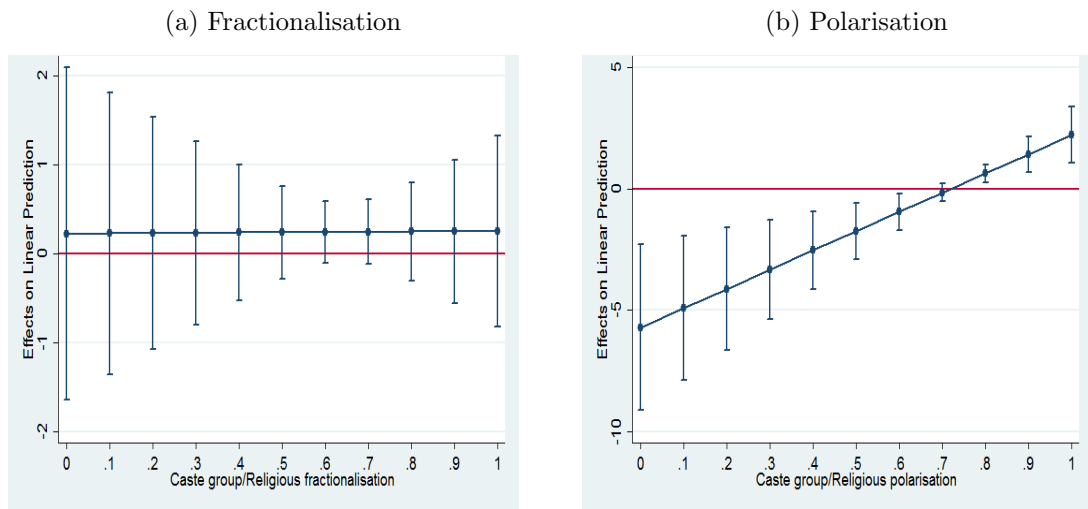 (a) Fractionalisation
2
1
0
-1
-2
Effects on Linear Prediction
0 .1 .2 .3 .4 .5 .6 .7 .8 .9 1
Caste group/Religious fractionalisation
(b) Polarisation
5
0
-5
-10
Effects on Linear Prediction
0 .1 .2 .3 .4 .5 .6 .7 .8 .9 1
Caste group/Religious polarisation